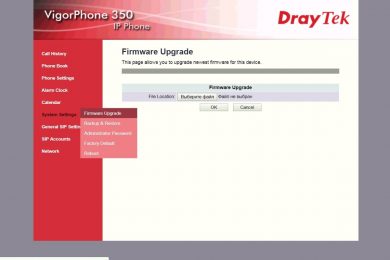 VigorPhone 350
IP Phone
DrayTek
Call History
Phone Book
Phone Settings
Alarm Clock
Calendar
System Settings
General SIP Settin
SIP Accounts
Network
Firmware Upgrade
Backup & Restore
Administrator Password
Factory Default
Reboot
Firmware Upgrade
This page allow you to upgrade newest firmware for this device.
Firmware Upgrade
File Location: Выберите файл Файл не выбран
OK Cancel